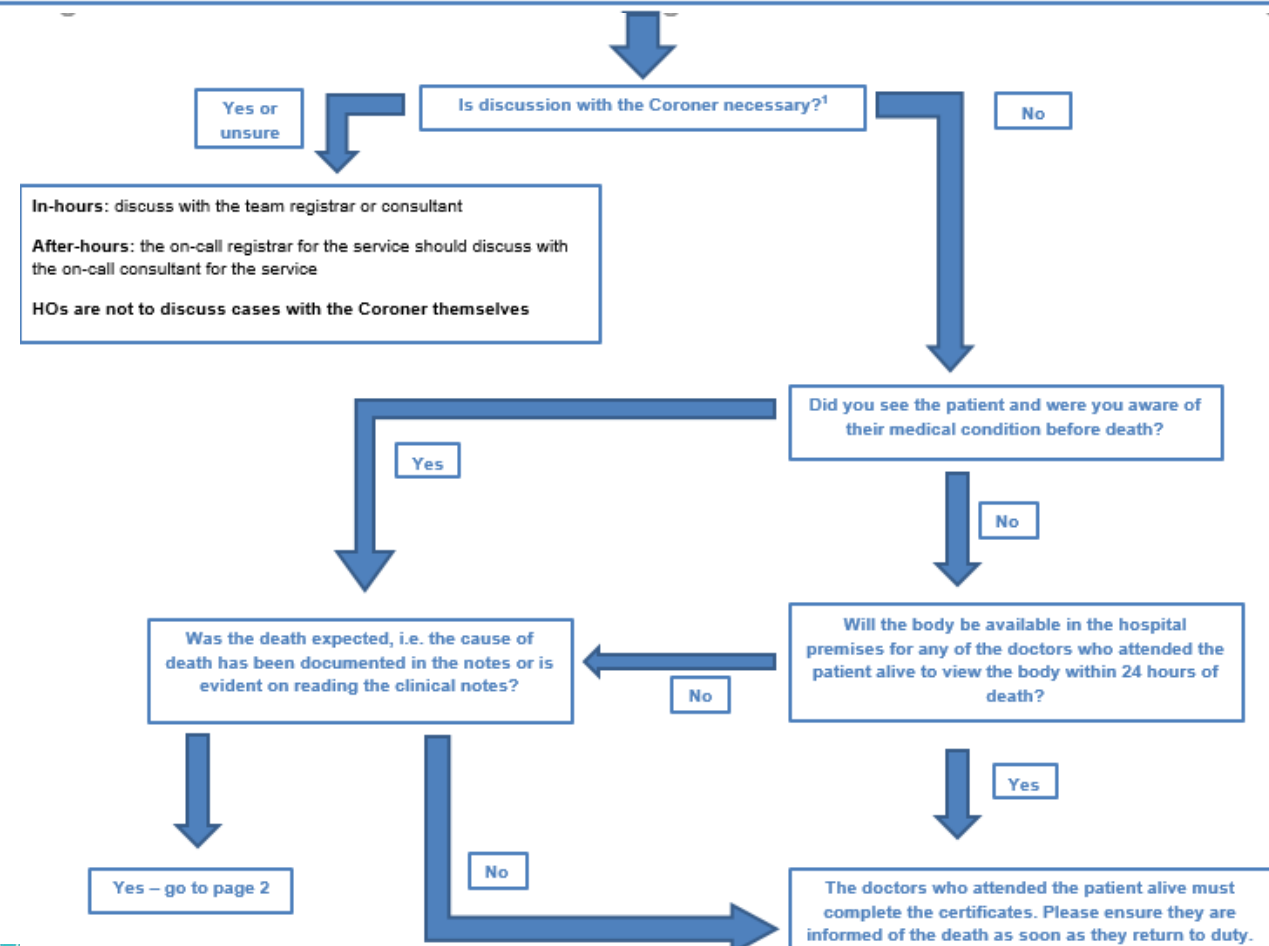 Is discussion with the Coroner necessary?¹
Yes or
unsure
No
In-hours: discuss with the team registrar or consultant
After-hours: the on-call registrar for the service should discuss with
the on-call consultant for the service
HOs are not to discuss cases with the Coroner themselves
Did you see the patient and were you aware of
their medical condition before death?
Yes
No
Was the death expected, i.e. the cause of
death has been documented in the notes or is
evident on reading the clinical notes?
Will the body be available in the hospital
premises for any of the doctors who attended the
patient alive to view the body within 24 hours of
death?
No
Yes
Yes – go to page 2
No
The doctors who attended the patient alive must
complete the certificates. Please ensure they are
informed of the death as soon as they return to duty.